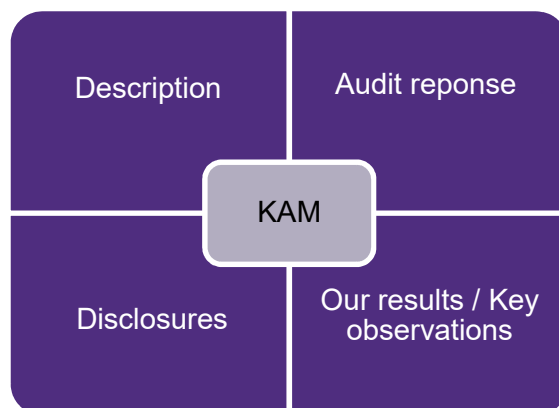 Description
Audit reponse
KAM
Disclosures
Our results / Key
observations